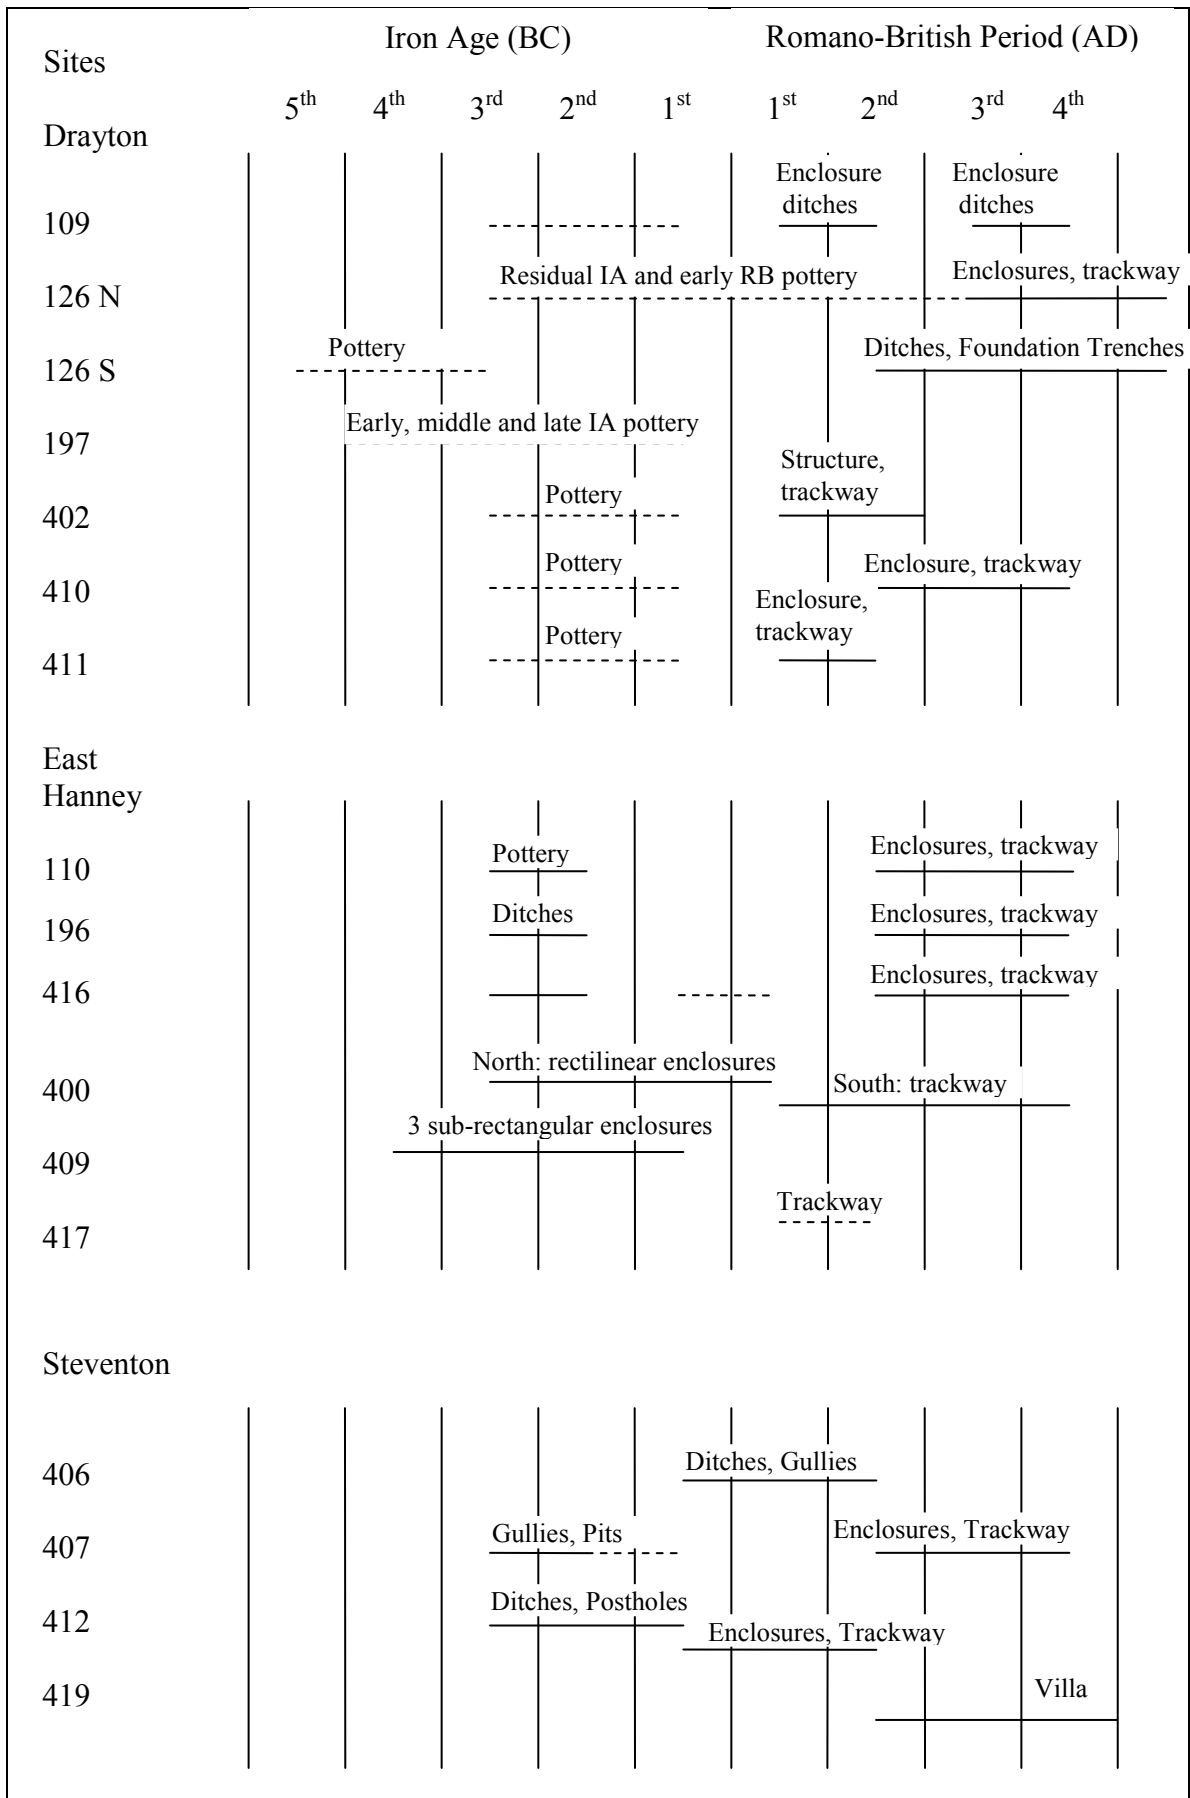 Iron Age (BC) Romano-British Period (AD)
Sites
5th 4th 3rd 2nd 1st 1st 2nd 3rd 4th
Drayton
Enclosure Enclosure
ditches ditches
109
Residual IA and early RB pottery Enclosures, trackway
126 N
Pottery Ditches, Foundation Trenches
126 S
Early, middle and late IA pottery
197
Structure,
trackway
Pottery
402
Pottery Enclosure, trackway
410
Enclosure,
trackway
Pottery
411
East
Hanney
Pottery Enclosures, trackway
110
Ditches Enclosures, trackway
196
Enclosures, trackway
416
North: rectilinear enclosures
400 South: trackway
3 sub-rectangular enclosures
409
Trackway
417
Steventon
Ditches, Gullies
406
Gullies, Pits Enclosures, Trackway
407
Ditches, Postholes
412
Enclosures, Trackway
419 Villa